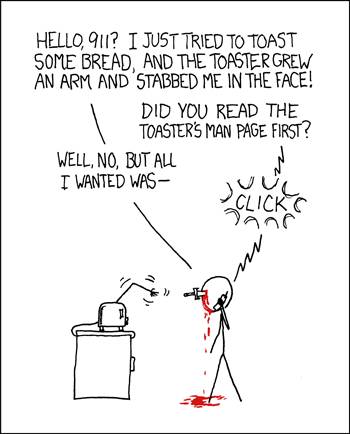 HELLO, 911? I JUST TRIED TO TOAST
SOME BREAD, AND THE TOASTER GREW
AN ARM AND STABBED ME IN THE FACE!
DID YOU READ THE
TOASTER'S MAN PAGE FIRST?
WELL, NO, BUT ALL
I WANTED WAS—
CLICK